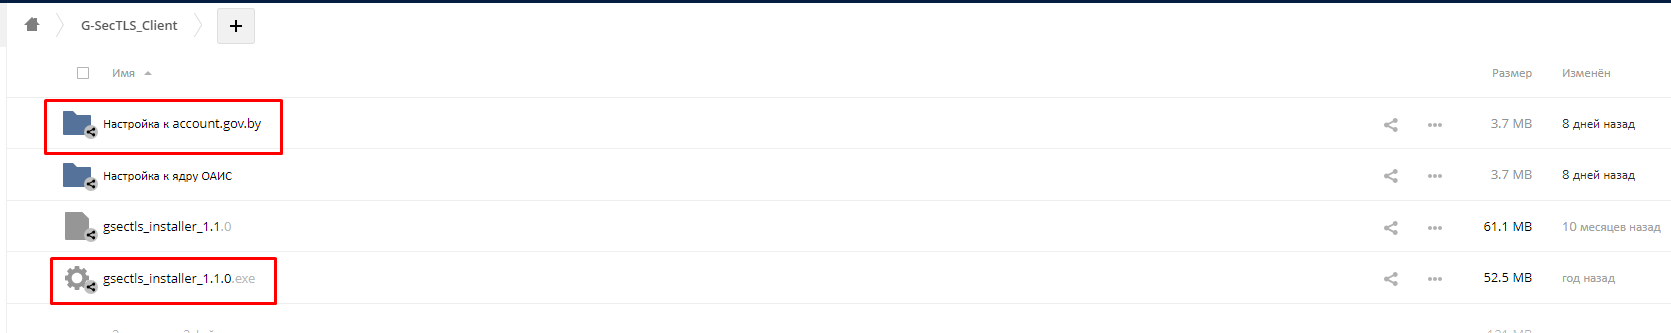 G-SecTLS_Client +
Имя Размер Изменён
Настройка к account.gov.by 3.7 MB 8 дней назад
Настройка к ядру ОАИС 3.7 MB 8 дней назад
gsectls_installer_1.1.0 61.1 MB 10 месяцев назад
gsectls_installer_1.1.0.exe 52.5 MB год назад